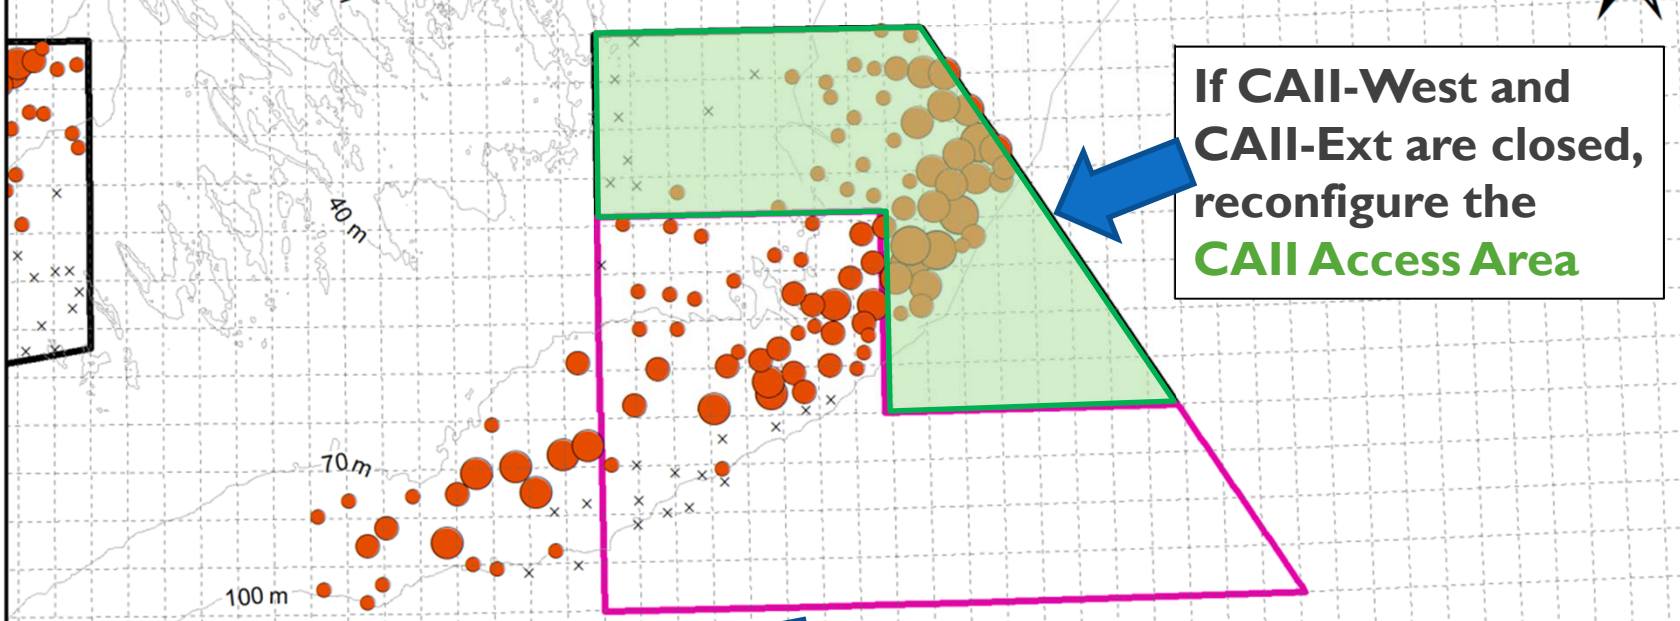 If CAII-West and
CAII-Ext are closed,
reconfigure the
CAII Access Area
40 m
70 m
100 m